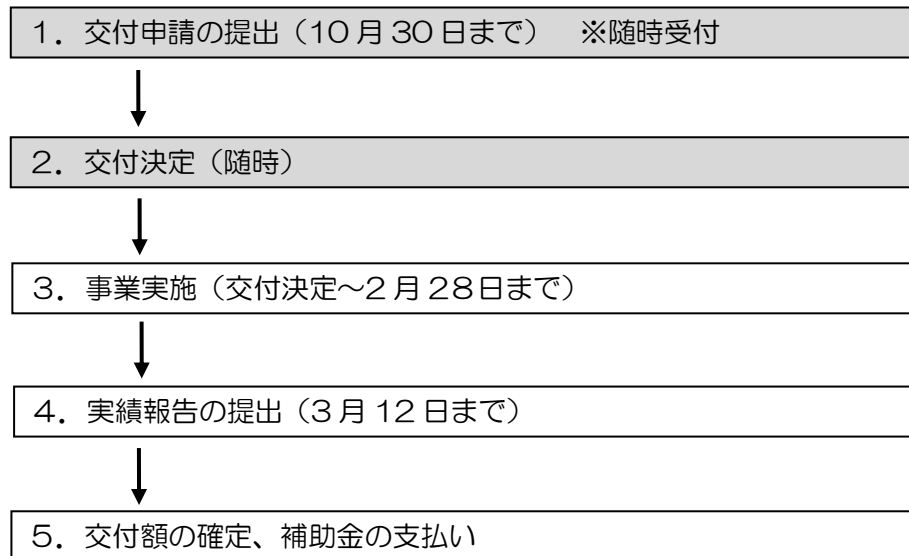 １．交付申請の提出（10月30日まで）　※随時受付
２．交付決定（随時）
３．事業実施（交付決定～２月２８日まで）
４．実績報告の提出（３月12日まで）
５．交付額の確定、補助金の支払い